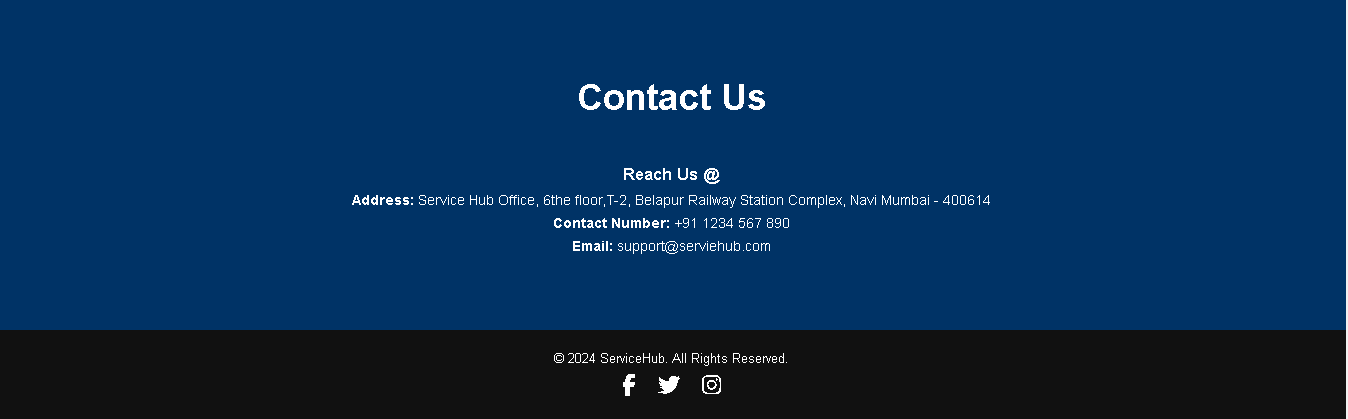 Contact Us
Reach Us @
Address: Service Hub Office, 6the floor,T-2, Belapur Railway Station Complex, Navi Mumbai - 400614
Contact Number: +91 1234 567 890
Email: support@serviehub.com
© 2024 ServiceHub. All Rights Reserved.